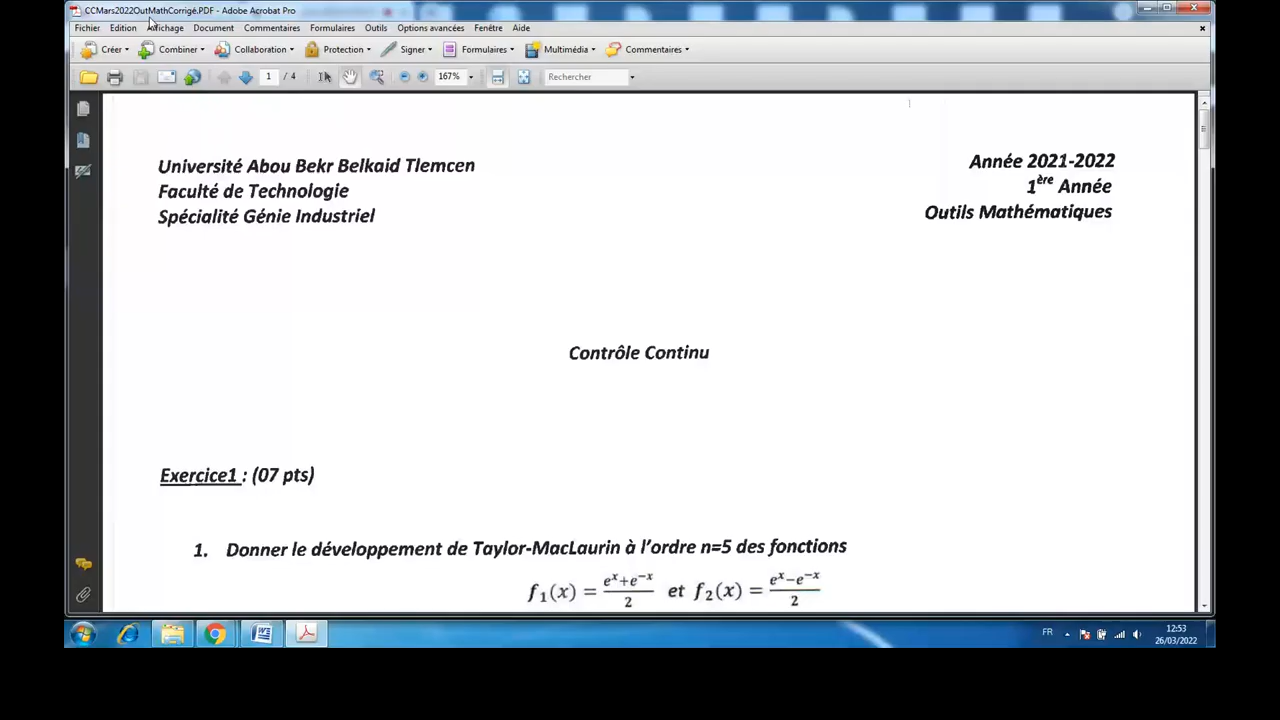 CCMars2022OutMathCorrigé.PDF - Adobe Acrobat Pro
Fichier Edition Affichage Document Commentaires Formulaires Outils Options avancées Fenêtre Aide
Créer Combiner Collaboration Protection Signer Formulaires Multimédia Commentaires
1 / 4 167% Rechercher
Université Abou Bekr Belkaid Tlemcen Année 2021-2022
Faculté de Technologie 1ère Année
Spécialité Génie Industriel Outils Mathématiques
Contrôle Continu
Exercice1 : (07 pts)
1. Donner le développement de Taylor-MacLaurin à l'ordre n=5 des fonctions
f₁(x) = (eˣ+e⁻ˣ)/2 et f₂(x) = (eˣ−e⁻ˣ)/2
FR 12:53
26/03/2022